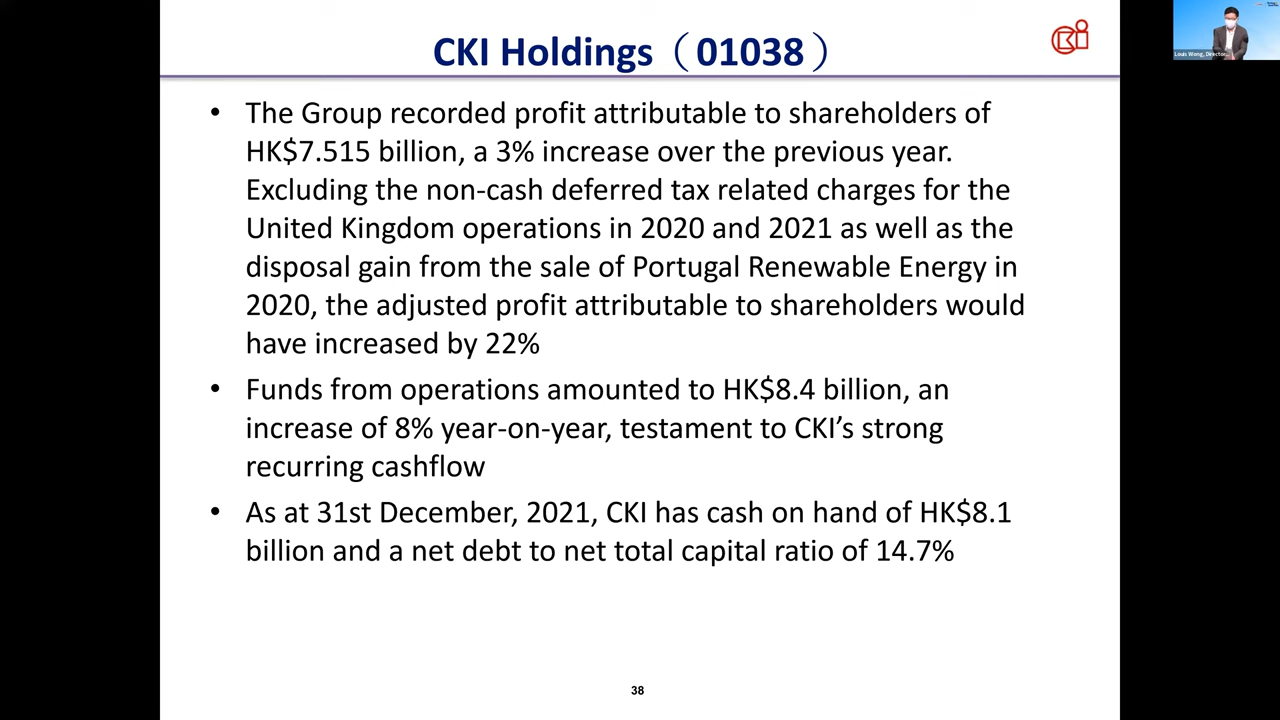 CKI Holdings（01038）
• The Group recorded profit attributable to shareholders of
HK$7.515 billion, a 3% increase over the previous year.
Excluding the non-cash deferred tax related charges for the
United Kingdom operations in 2020 and 2021 as well as the
disposal gain from the sale of Portugal Renewable Energy in
2020, the adjusted profit attributable to shareholders would
have increased by 22%
• Funds from operations amounted to HK$8.4 billion, an
increase of 8% year-on-year, testament to CKI’s strong
recurring cashflow
• As at 31st December, 2021, CKI has cash on hand of HK$8.1
billion and a net debt to net total capital ratio of 14.7%
38
Louis Wong, Director...